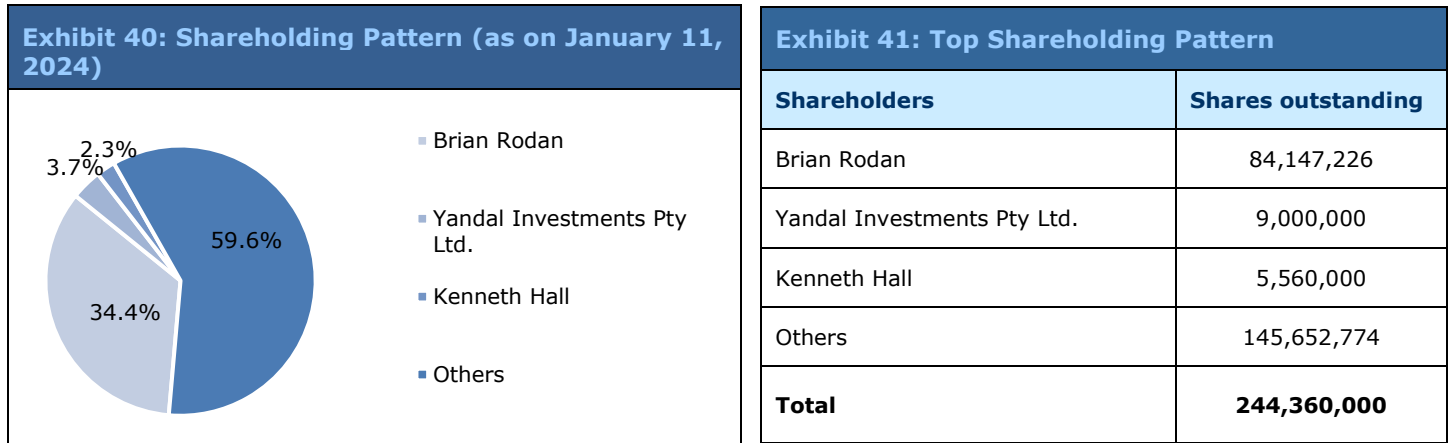 Exhibit 40: Shareholding Pattern (as on January 11,
2024)
2.3%
3.7%
59.6%
34.4%
Brian Rodan
Yandal Investments Pty
Ltd.
Kenneth Hall
Others
Exhibit 41: Top Shareholding Pattern
Shareholders Shares outstanding
Brian Rodan 84,147,226
Yandal Investments Pty Ltd. 9,000,000
Kenneth Hall 5,560,000
Others 145,652,774
Total 244,360,000